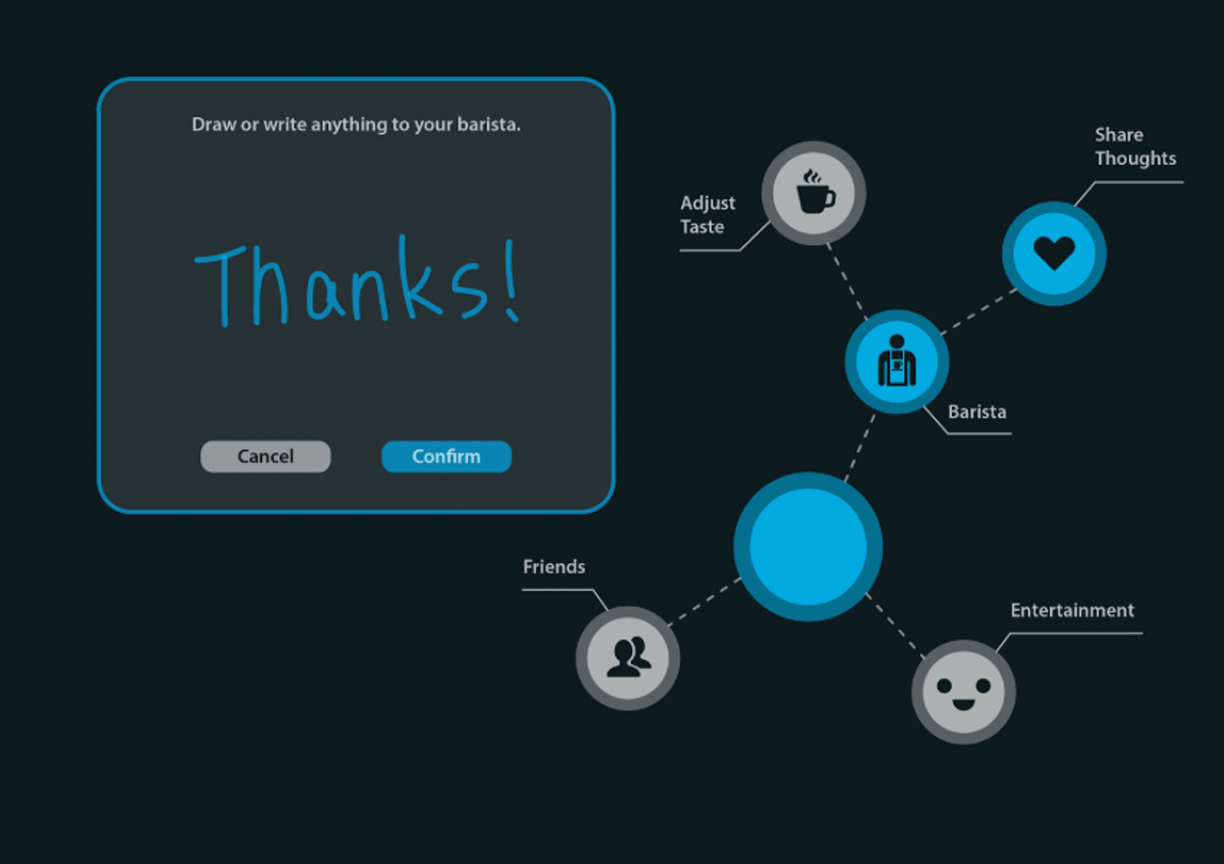 Draw or write anything to your barista.
Thanks!
Cancel
Confirm
Adjust
Taste
Share
Thoughts
Barista
Friends
Entertainment